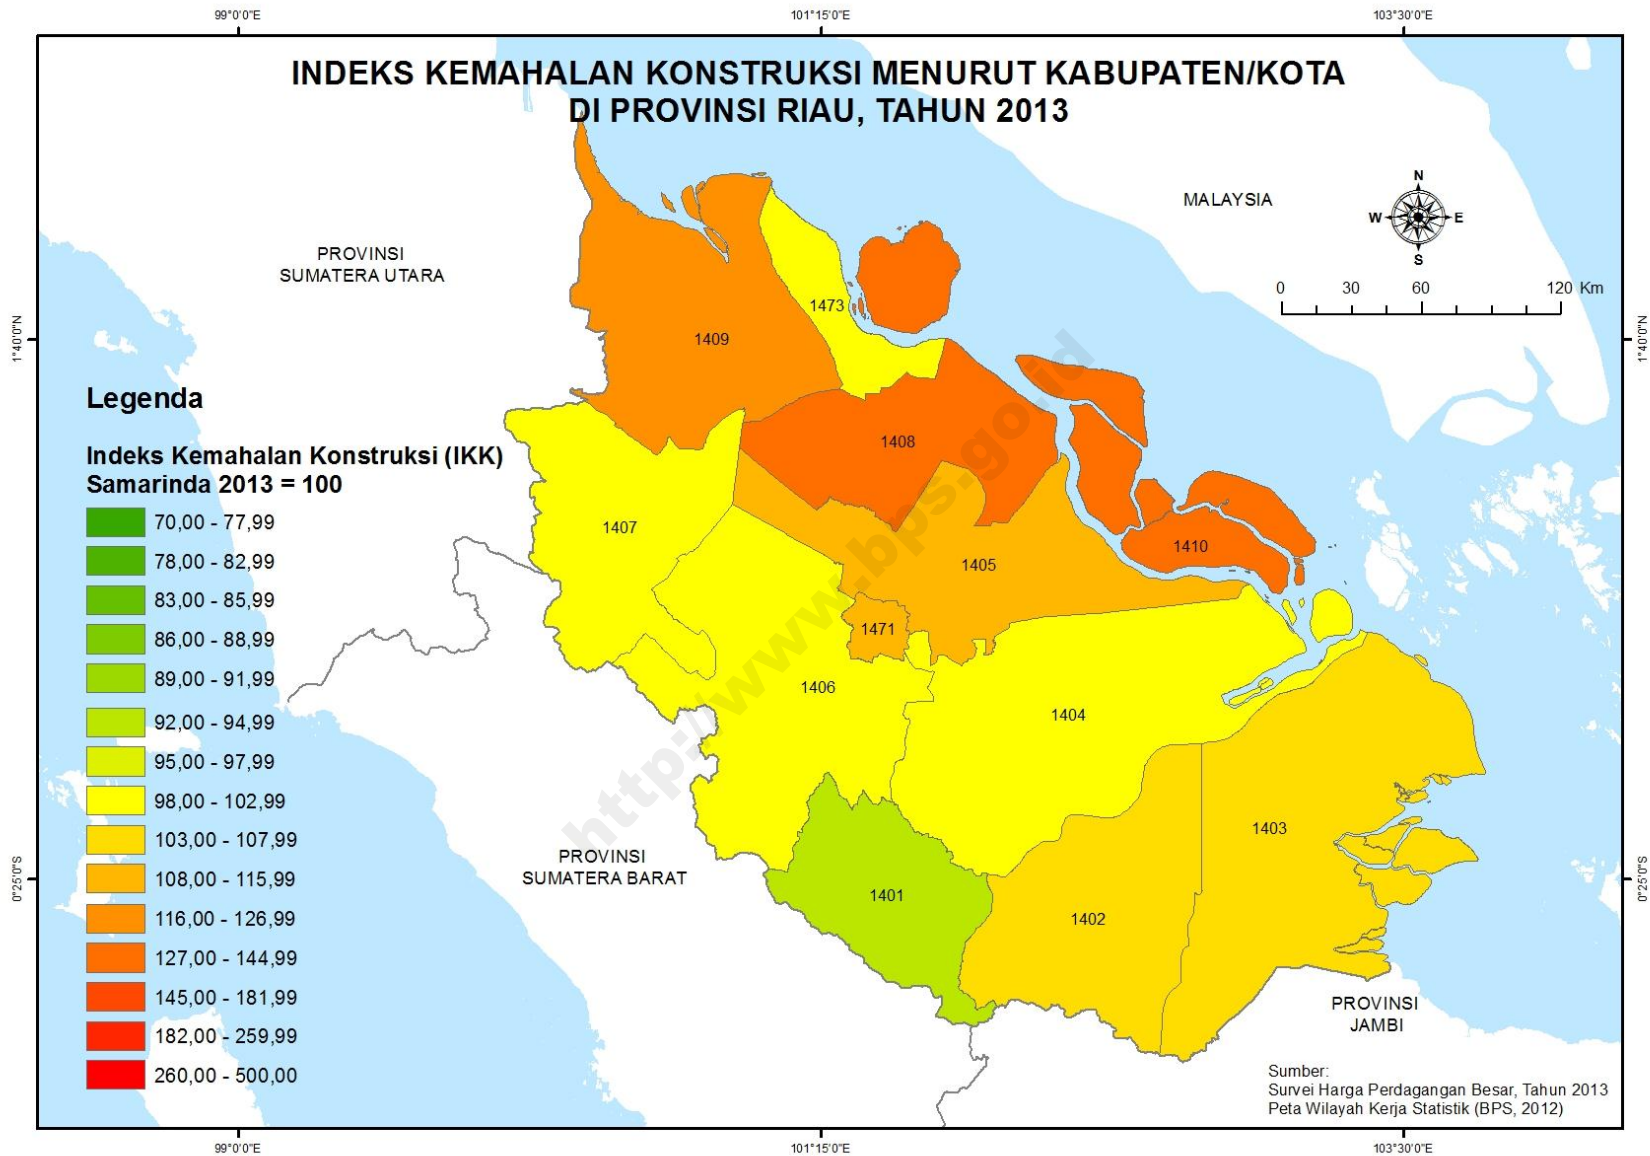 99°0'0"E
101°15'0"E
103°30'0"E
INDEKS KEMAHALAN KONSTRUKSI MENURUT KABUPATEN/KOTA
DI PROVINSI RIAU, TAHUN 2013
N
W
E
S
MALAYSIA
PROVINSI
SUMATERA UTARA
0
30
60
120 Km
1473
1409
1°40'0"N
1°40'0"N
1408
1407
1410
1405
1471
1406
1404
1403
1401
1402
Legenda
Indeks Kemahalan Konstruksi (IKK)
Samarinda 2013 = 100
70,00 - 77,99
78,00 - 82,99
83,00 - 85,99
86,00 - 88,99
89,00 - 91,99
92,00 - 94,99
95,00 - 97,99
98,00 - 102,99
103,00 - 107,99
108,00 - 115,99
116,00 - 126,99
127,00 - 144,99
145,00 - 181,99
182,00 - 259,99
260,00 - 500,00
http://www.bps.go.id
PROVINSI
SUMATERA BARAT
0°25'0"S
0°25'0"S
PROVINSI
JAMBI
Sumber:
Survei Harga Perdagangan Besar, Tahun 2013
Peta Wilayah Kerja Statistik (BPS, 2012)
99°0'0"E
101°15'0"E
103°30'0"E